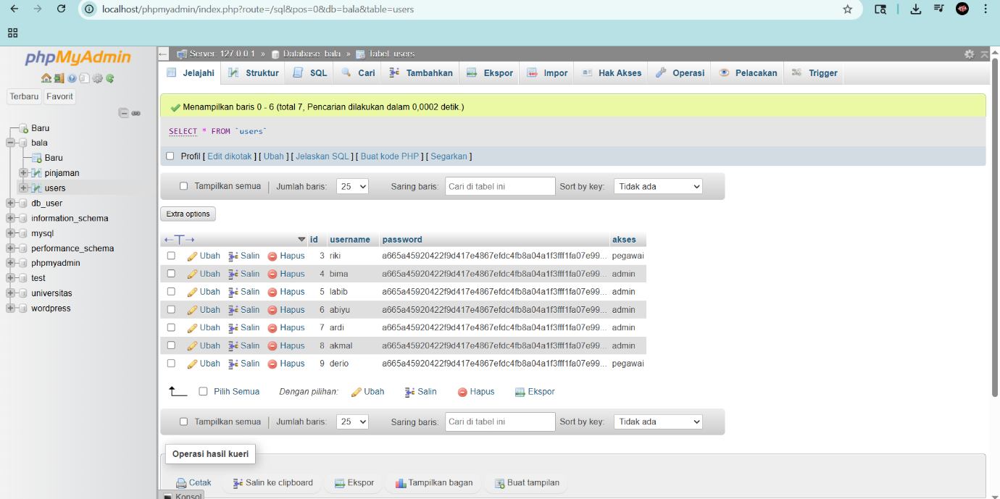 localhost/phpmyadmin/index.php?route=/sql&pos=0&db=bala&table=users
phpMyAdmin
Terbaru Favorit
Baru
bala
Baru
pinjaman
users
db_user
information_schema
mysql
performance_schema
phpmyadmin
test
universitas
wordpress
Server: 127.0.0.1 » Database: bala » Tabel: users
Jelajahi Struktur SQL Cari Tambahkan Ekspor Impor Hak Akses Operasi Pelacakan Trigger
Menampilkan baris 0 - 6 (total 7, Pencarian dilakukan dalam 0,0002 detik.)
SELECT * FROM `users`
Profil [ Edit dikotak ] [ Ubah ] [ Jelaskan SQL ] [ Buat kode PHP ] [ Segarkan ]
Tampilkan semua | Jumlah baris: 25 Saring baris: Cari di tabel ini Sort by key: Tidak ada
Extra options
←T→ id username password akses
Ubah Salin Hapus 3 riki a665a45920422f9d417e4867efdc4fb8a04a1f3fff1fa07e99... pegawai
Ubah Salin Hapus 4 bima a665a45920422f9d417e4867efdc4fb8a04a1f3fff1fa07e99... admin
Ubah Salin Hapus 5 labib a665a45920422f9d417e4867efdc4fb8a04a1f3fff1fa07e99... admin
Ubah Salin Hapus 6 abiyu a665a45920422f9d417e4867efdc4fb8a04a1f3fff1fa07e99... admin
Ubah Salin Hapus 7 ardi a665a45920422f9d417e4867efdc4fb8a04a1f3fff1fa07e99... admin
Ubah Salin Hapus 8 akmal a665a45920422f9d417e4867efdc4fb8a04a1f3fff1fa07e99... admin
Ubah Salin Hapus 9 derio a665a45920422f9d417e4867efdc4fb8a04a1f3fff1fa07e99... pegawai
Pilih Semua Dengan pilihan: Ubah Salin Hapus Ekspor
Tampilkan semua | Jumlah baris: 25 Saring baris: Cari di tabel ini Sort by key: Tidak ada
Operasi hasil kueri
Cetak Salin ke clipboard Ekspor Tampilkan bagan Buat tampilan
Konsol